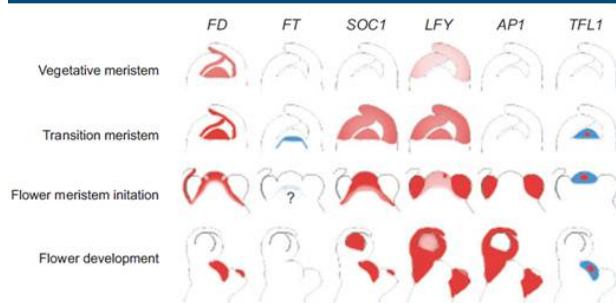 FD FT SOC1 LFY AP1 TFL1
Vegetative meristem
Transition meristem
Flower meristem initation
?
Flower development